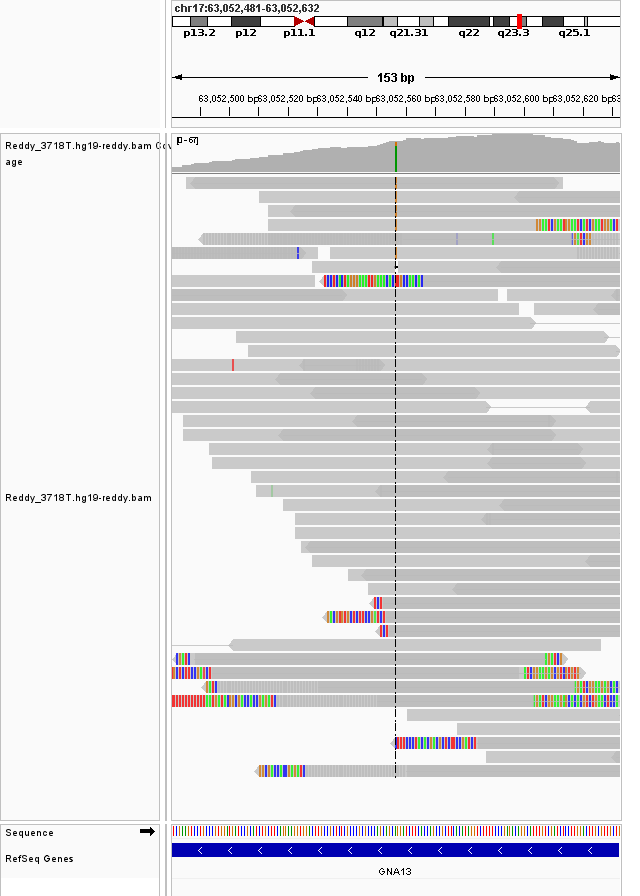 chr17:63,052,481-63,052,632
p13.2 p12 p11.1 q12 q21.31 q22 q23.3 q25.1
153 bp
63,052,500 bp 63,052,520 bp 63,052,540 bp 63,052,560 bp 63,052,580 bp 63,052,600 bp 63,052,620 bp 63
Reddy_3718T.hg19-reddy.bam Cov
age
[0-67]
Reddy_3718T.hg19-reddy.bam
Sequence
RefSeq Genes
GNA13